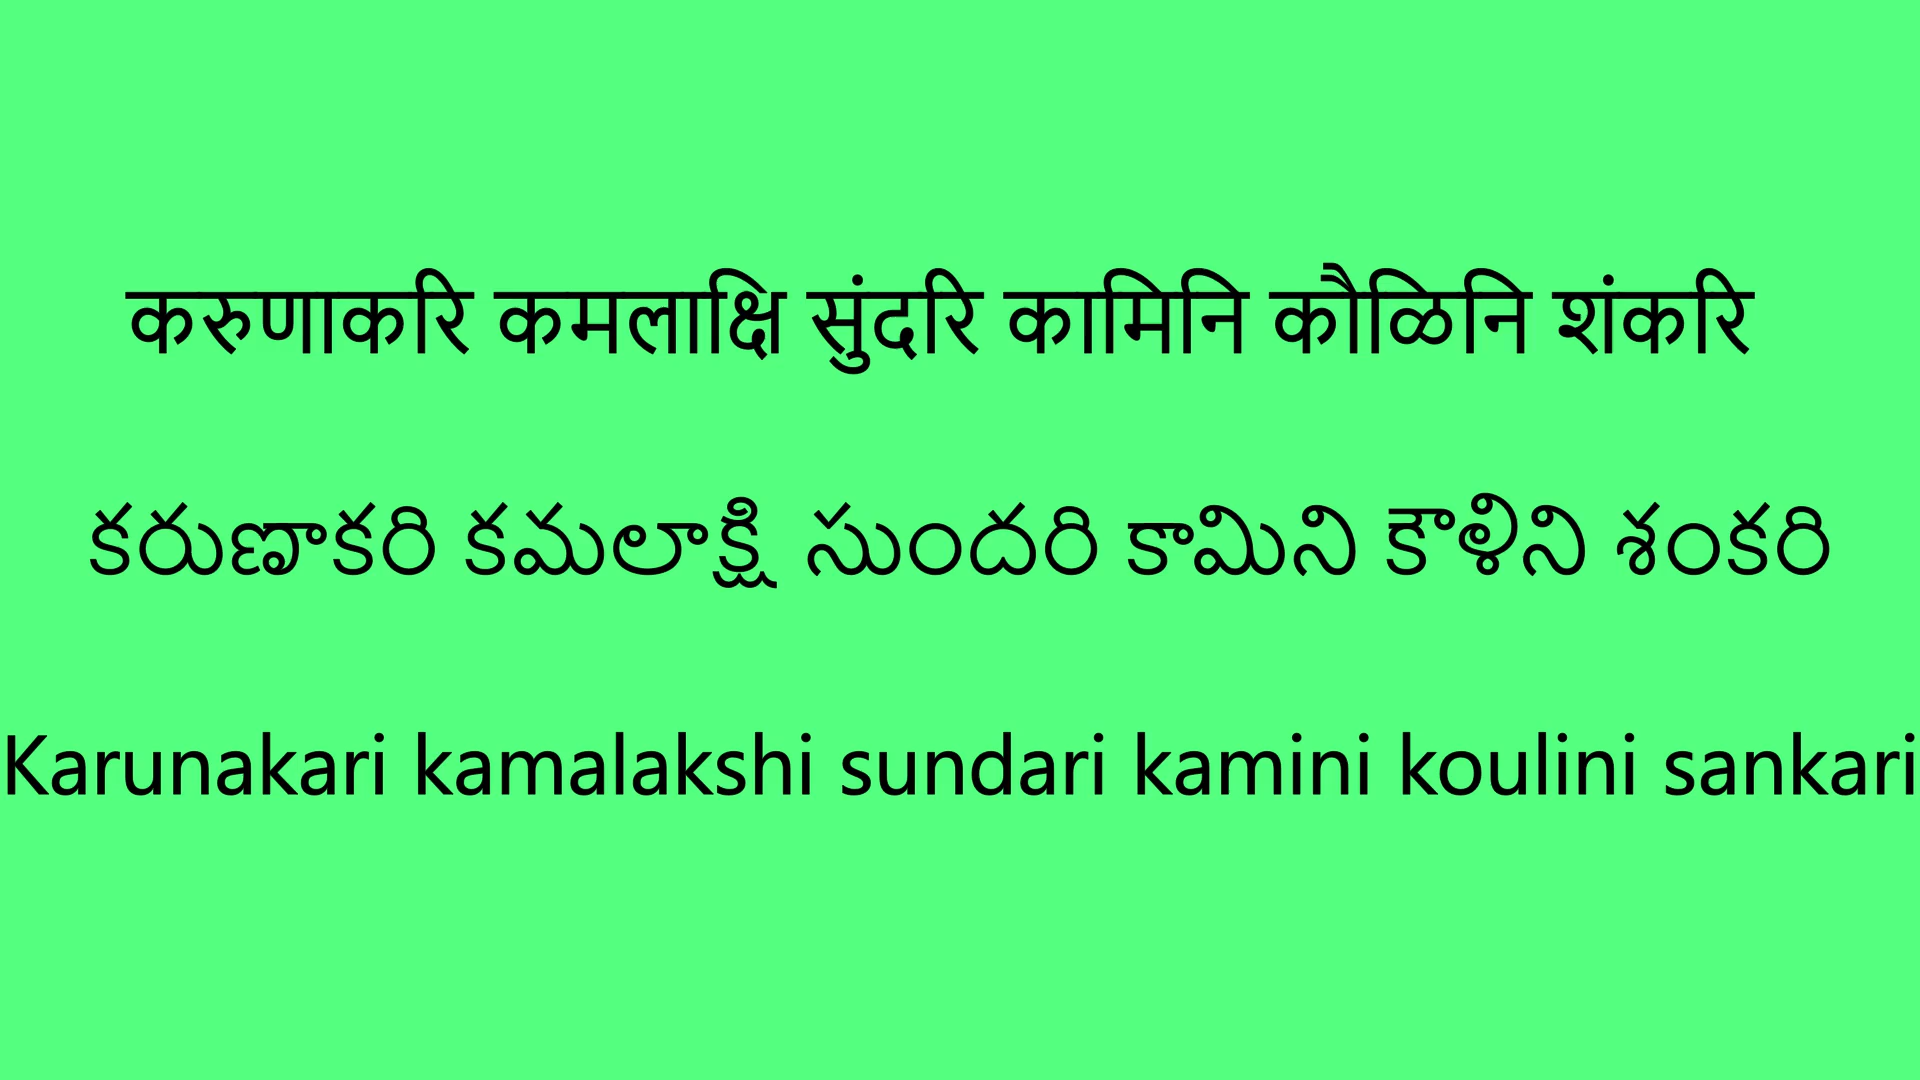 करुणाकरि कमलाक्षि सुंदरि कामिनि कौळिनि शंकरि
కరుణాకరి కమలాక్షి సుందరి కామిని కౌళిని శంకరి
Karunakari kamalakshi sundari kamini koulini sankari